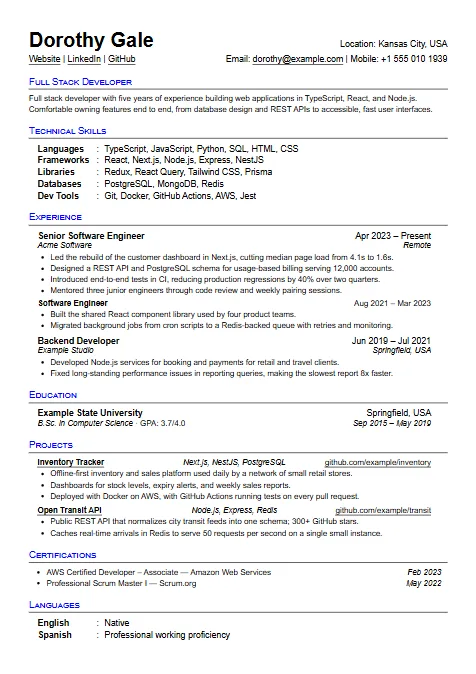 Dorothy Gale
Location: Kansas City, USA
Website | LinkedIn | GitHub
Email: dorothy@example.com | Mobile: +1 555 010 1939
Full Stack Developer
Full stack developer with five years of experience building web applications in TypeScript, React, and Node.js.
Comfortable owning features end to end, from database design and REST APIs to accessible, fast user interfaces.
Technical Skills
Languages : TypeScript, JavaScript, Python, SQL, HTML, CSS
Frameworks : React, Next.js, Node.js, Express, NestJS
Libraries : Redux, React Query, Tailwind CSS, Prisma
Databases : PostgreSQL, MongoDB, Redis
Dev Tools : Git, Docker, GitHub Actions, AWS, Jest
Experience
Senior Software Engineer Apr 2023 – Present
Acme Software Remote
• Led the rebuild of the customer dashboard in Next.js, cutting median page load from 4.1s to 1.6s.
• Designed a REST API and PostgreSQL schema for usage-based billing serving 12,000 accounts.
• Introduced end-to-end tests in CI, reducing production regressions by 40% over two quarters.
• Mentored three junior engineers through code review and weekly pairing sessions.
Software Engineer Aug 2021 – Mar 2023
• Built the shared React component library used by four product teams.
• Migrated background jobs from cron scripts to a Redis-backed queue with retries and monitoring.
Backend Developer Jun 2019 – Jul 2021
Example Studio Springfield, USA
• Developed Node.js services for booking and payments for retail and travel clients.
• Fixed long-standing performance issues in reporting queries, making the slowest report 8x faster.
Education
Example State University Springfield, USA
B.Sc. in Computer Science · GPA: 3.7/4.0 Sep 2015 – May 2019
Projects
Inventory Tracker Next.js, NestJS, PostgreSQL github.com/example/inventory
• Offline-first inventory and sales platform used daily by a network of small retail stores.
• Dashboards for stock levels, expiry alerts, and weekly sales reports.
• Deployed with Docker on AWS, with GitHub Actions running tests on every pull request.
Open Transit API Node.js, Express, Redis github.com/example/transit
• Public REST API that normalizes city transit feeds into one schema; 300+ GitHub stars.
• Caches real-time arrivals in Redis to serve 50 requests per second on a single small instance.
Certifications
• AWS Certified Developer – Associate — Amazon Web Services Feb 2023
• Professional Scrum Master I — Scrum.org May 2022
Languages
English : Native
Spanish : Professional working proficiency